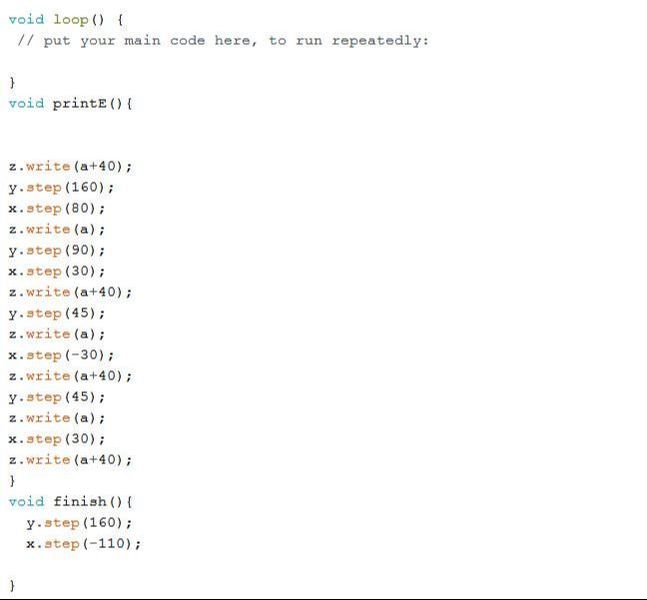 void loop() {
 // put your main code here, to run repeatedly:
}
void printE(){
z.write(a+40);
y.step(160);
x.step(80);
z.write(a);
y.step(90);
x.step(30);
z.write(a+40);
y.step(45);
z.write(a);
x.step(-30);
z.write(a+40);
y.step(45);
z.write(a);
x.step(30);
z.write(a+40);
}
void finish(){
  y.step(160);
  x.step(-110);
}